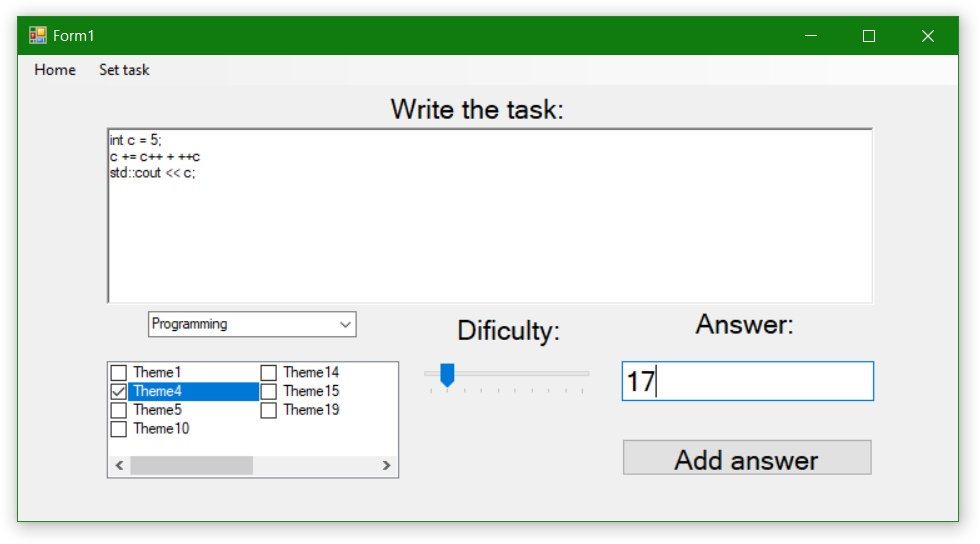 Form1
Home Set task
Write the task:
int c = 5;
c += c++ + ++c
std::cout << c;
Programming
Dificulty:
Answer:
Theme1 Theme14
Theme4 Theme15
Theme5 Theme19
Theme10
17
Add answer